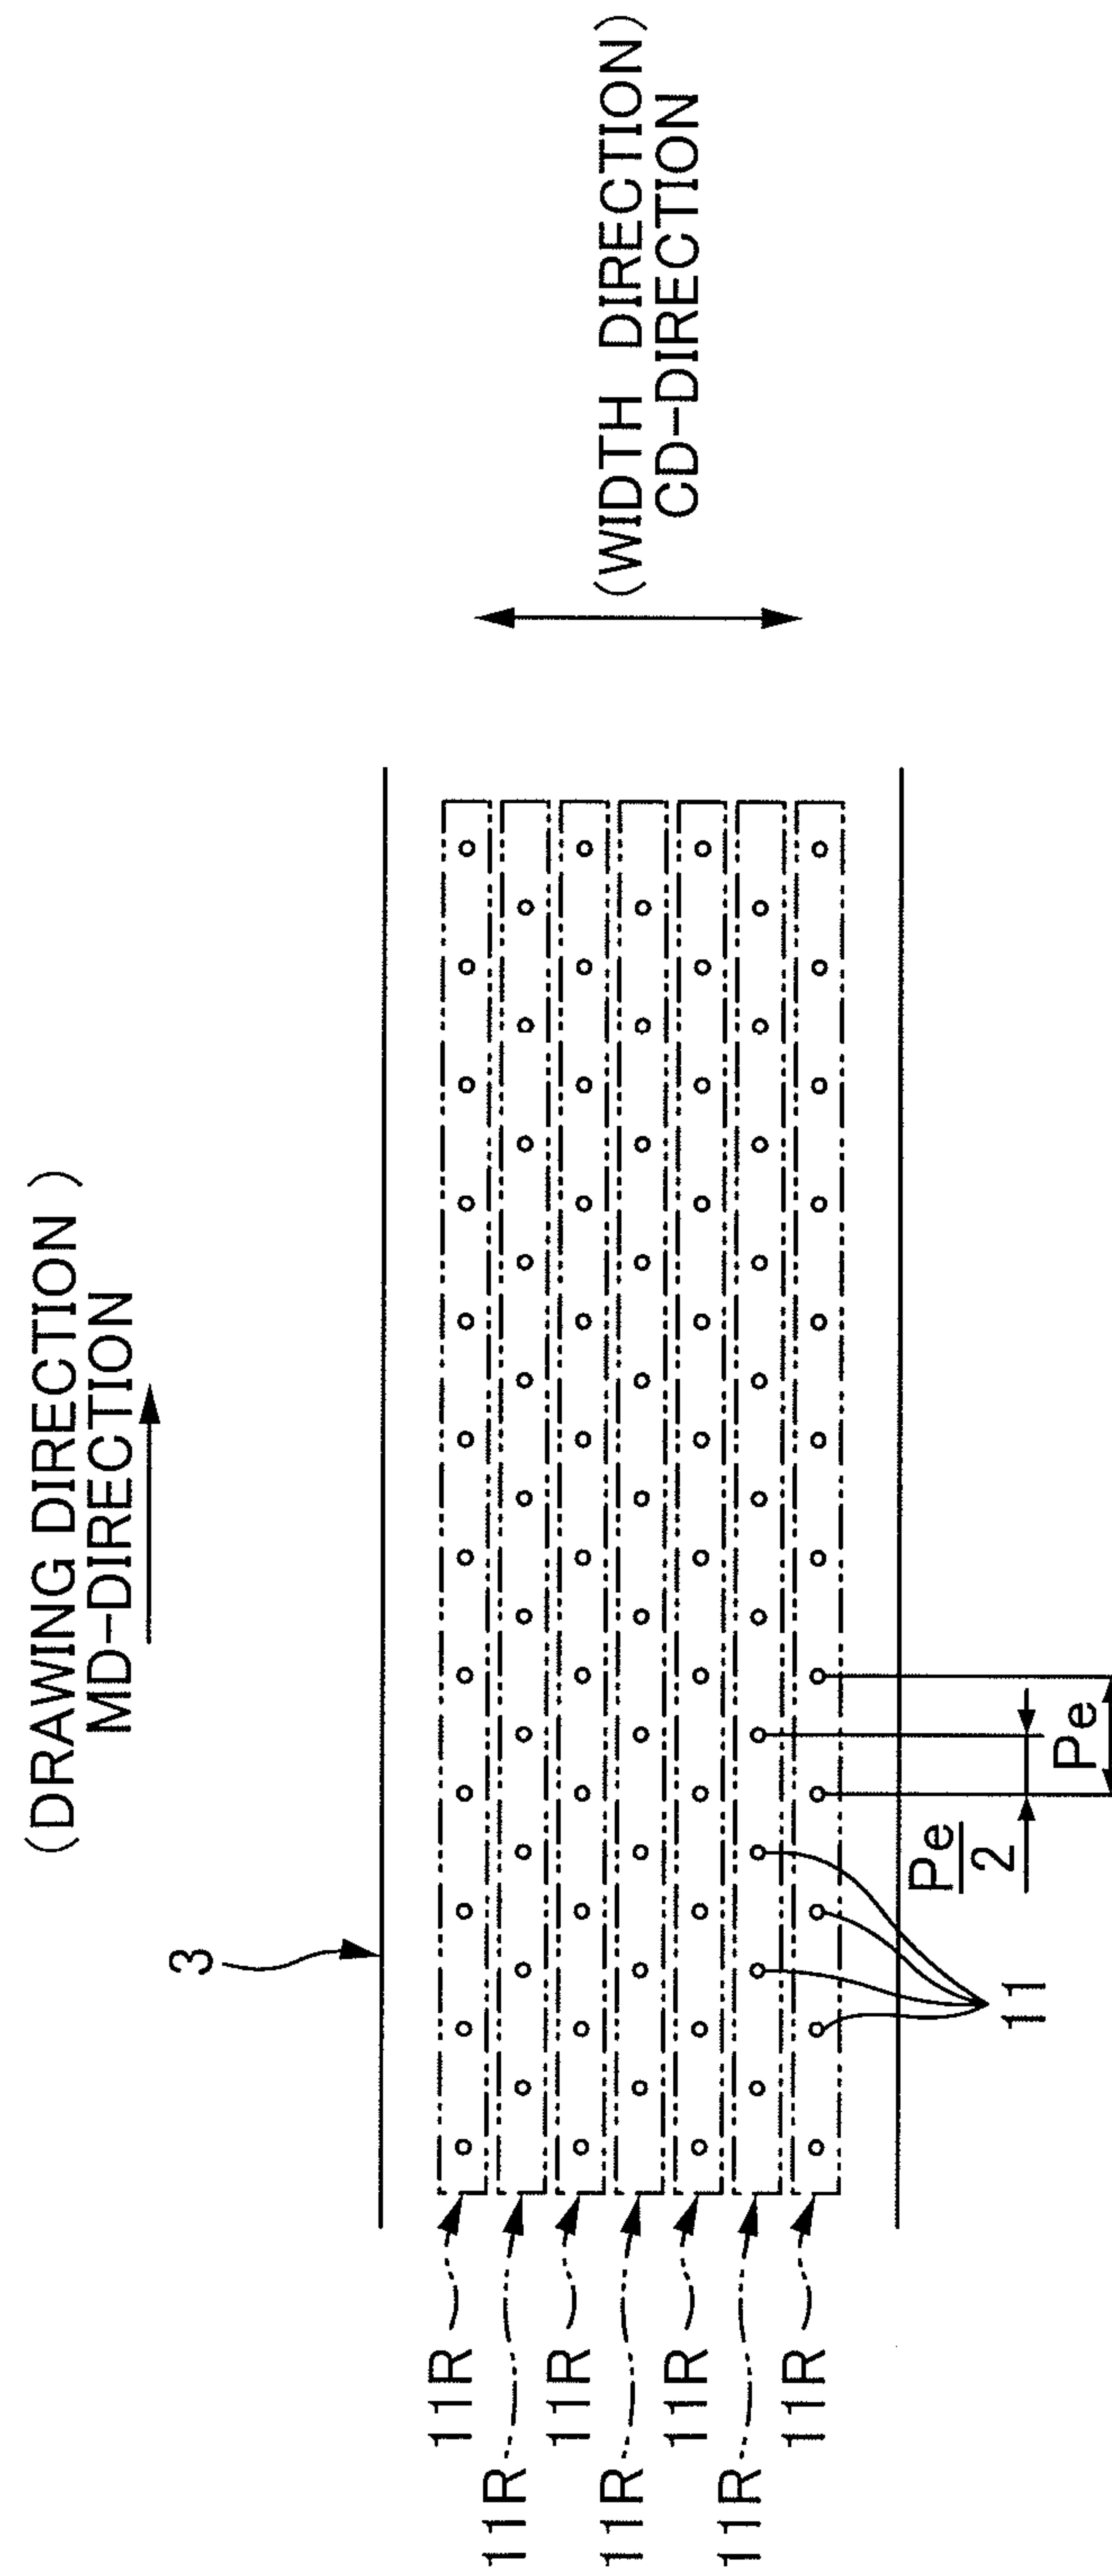 (DRAWING DIRECTION)
MD-DIRECTION
3
(WIDTH DIRECTION)
CD-DIRECTION
11R
11R
11R
11R
11R
11R
11R
11
Pe
2
Pe